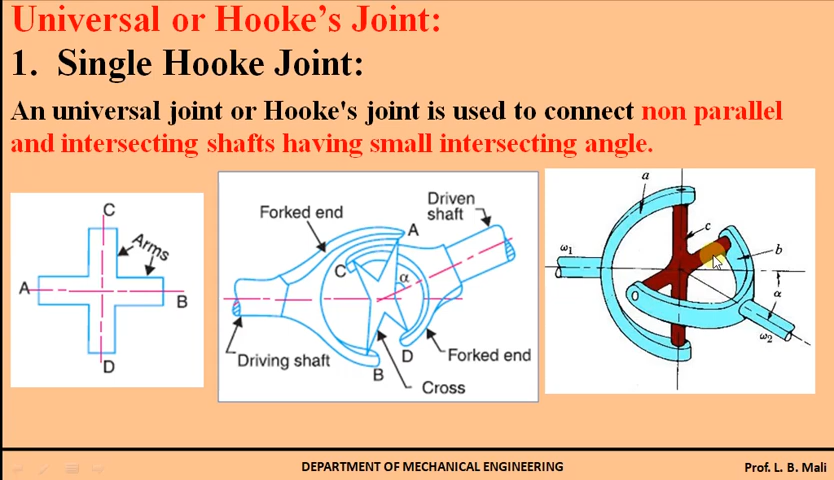 Universal or Hooke's Joint:
1. Single Hooke Joint:
An universal joint or Hooke's joint is used to connect non parallel
and intersecting shafts having small intersecting angle.
C
Arms
A
B
D
Forked end
Driven
shaft
A
C
α
Driving shaft
B
D
Forked end
Cross
a
c
ω1
b
α
ω2
DEPARTMENT OF MECHANICAL ENGINEERING
Prof. L. B. Mali